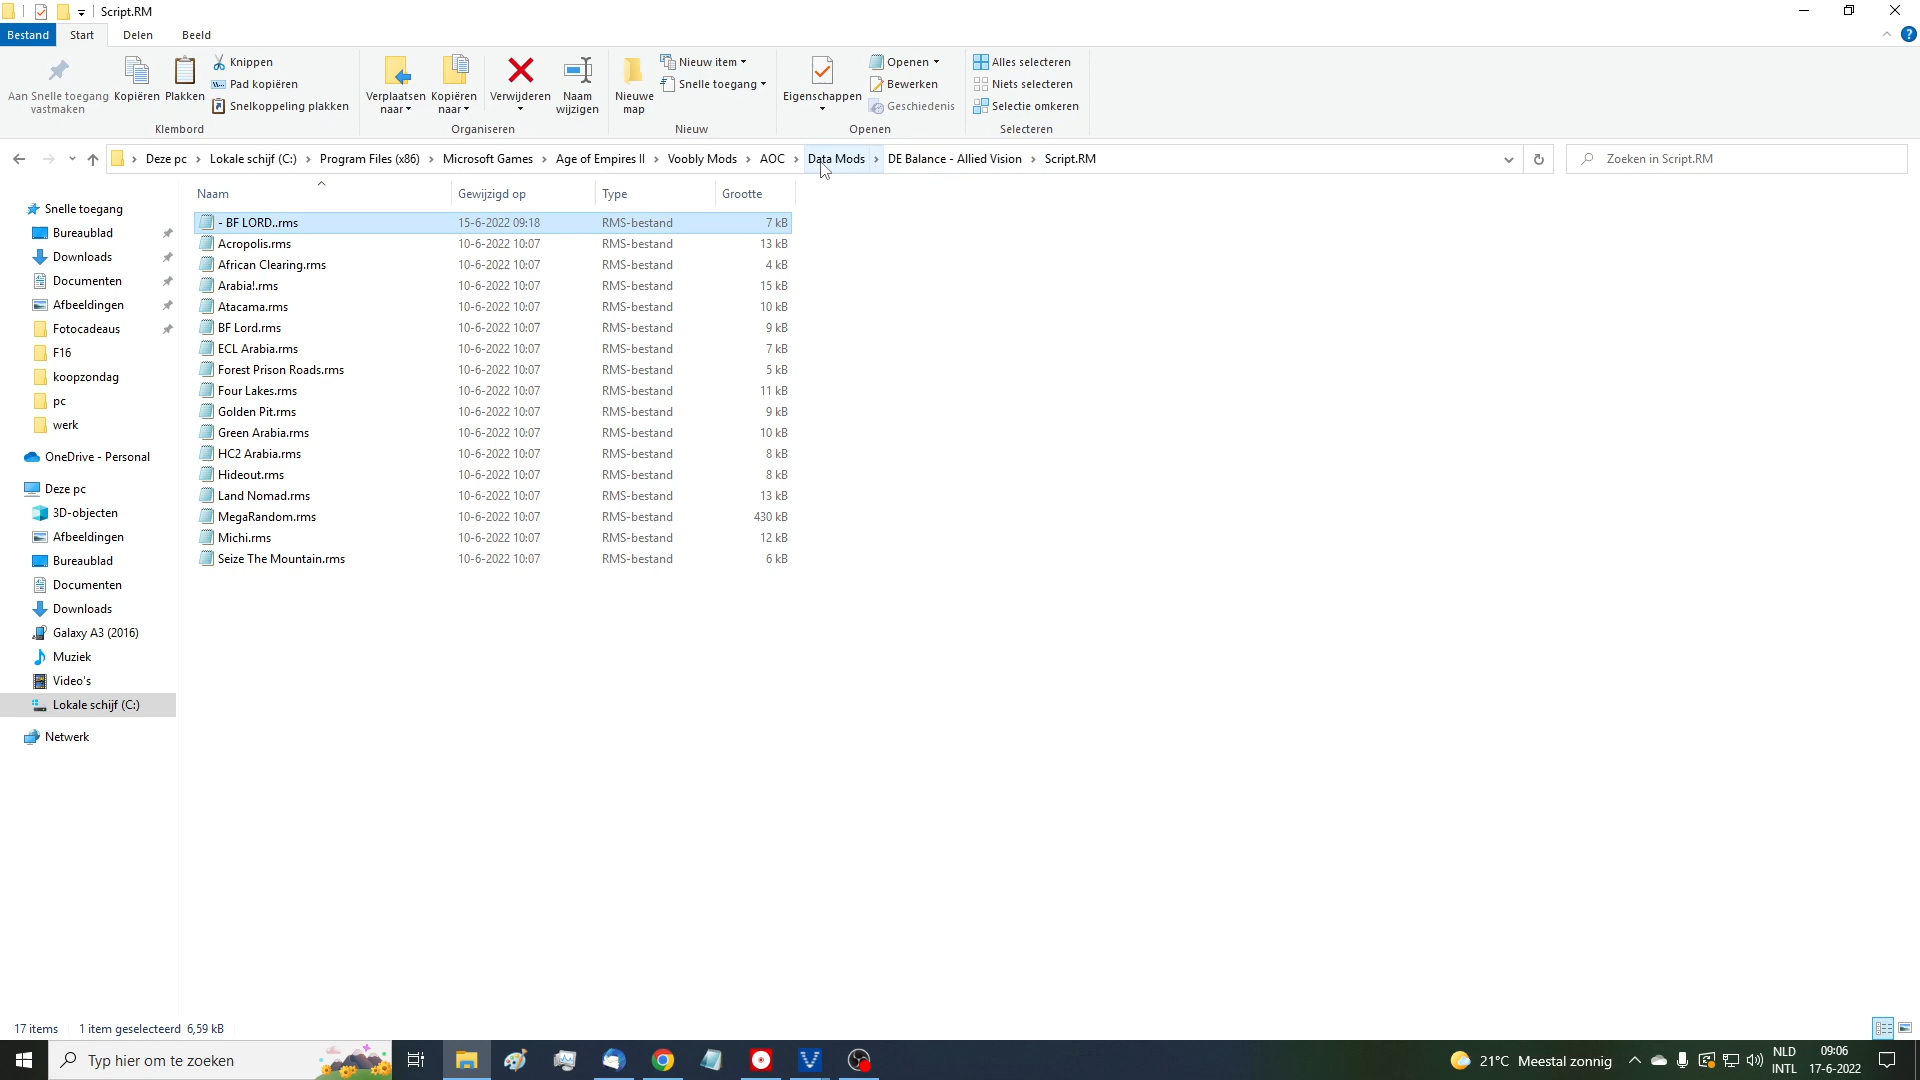 Script.RM
Bestand Start Delen Beeld
Aan Snelle toegang vastmaken
Kopiëren
Plakken
Knippen
Pad kopiëren
Snelkoppeling plakken
Klembord
Verplaatsen naar
Kopiëren naar
Verwijderen
Naam wijzigen
Organiseren
Nieuwe map
Nieuw item
Snelle toegang
Nieuw
Eigenschappen
Openen
Bewerken
Geschiedenis
Openen
Alles selecteren
Niets selecteren
Selectie omkeren
Selecteren
Deze pc › Lokale schijf (C:) › Program Files (x86) › Microsoft Games › Age of Empires II › Voobly Mods › AOC › Data Mods › DE Balance - Allied Vision › Script.RM
Zoeken in Script.RM
Snelle toegang
Bureaublad
Downloads
Documenten
Afbeeldingen
Fotocadeaus
F16
koopzondag
pc
werk
OneDrive - Personal
Deze pc
3D-objecten
Afbeeldingen
Bureaublad
Documenten
Downloads
Galaxy A3 (2016)
Muziek
Video's
Lokale schijf (C:)
Netwerk
Naam Gewijzigd op Type Grootte
- BF LORD..rms 15-6-2022 09:18 RMS-bestand 7 kB
Acropolis.rms 10-6-2022 10:07 RMS-bestand 13 kB
African Clearing.rms 10-6-2022 10:07 RMS-bestand 4 kB
Arabia!.rms 10-6-2022 10:07 RMS-bestand 15 kB
Atacama.rms 10-6-2022 10:07 RMS-bestand 10 kB
BF Lord.rms 10-6-2022 10:07 RMS-bestand 9 kB
ECL Arabia.rms 10-6-2022 10:07 RMS-bestand 7 kB
Forest Prison Roads.rms 10-6-2022 10:07 RMS-bestand 5 kB
Four Lakes.rms 10-6-2022 10:07 RMS-bestand 11 kB
Golden Pit.rms 10-6-2022 10:07 RMS-bestand 9 kB
Green Arabia.rms 10-6-2022 10:07 RMS-bestand 10 kB
HC2 Arabia.rms 10-6-2022 10:07 RMS-bestand 8 kB
Hideout.rms 10-6-2022 10:07 RMS-bestand 8 kB
Land Nomad.rms 10-6-2022 10:07 RMS-bestand 13 kB
MegaRandom.rms 10-6-2022 10:07 RMS-bestand 430 kB
Michi.rms 10-6-2022 10:07 RMS-bestand 12 kB
Seize The Mountain.rms 10-6-2022 10:07 RMS-bestand 6 kB
17 items 1 item geselecteerd 6,59 kB
Typ hier om te zoeken
21°C Meestal zonnig
NLD
INTL
09:06
17-6-2022